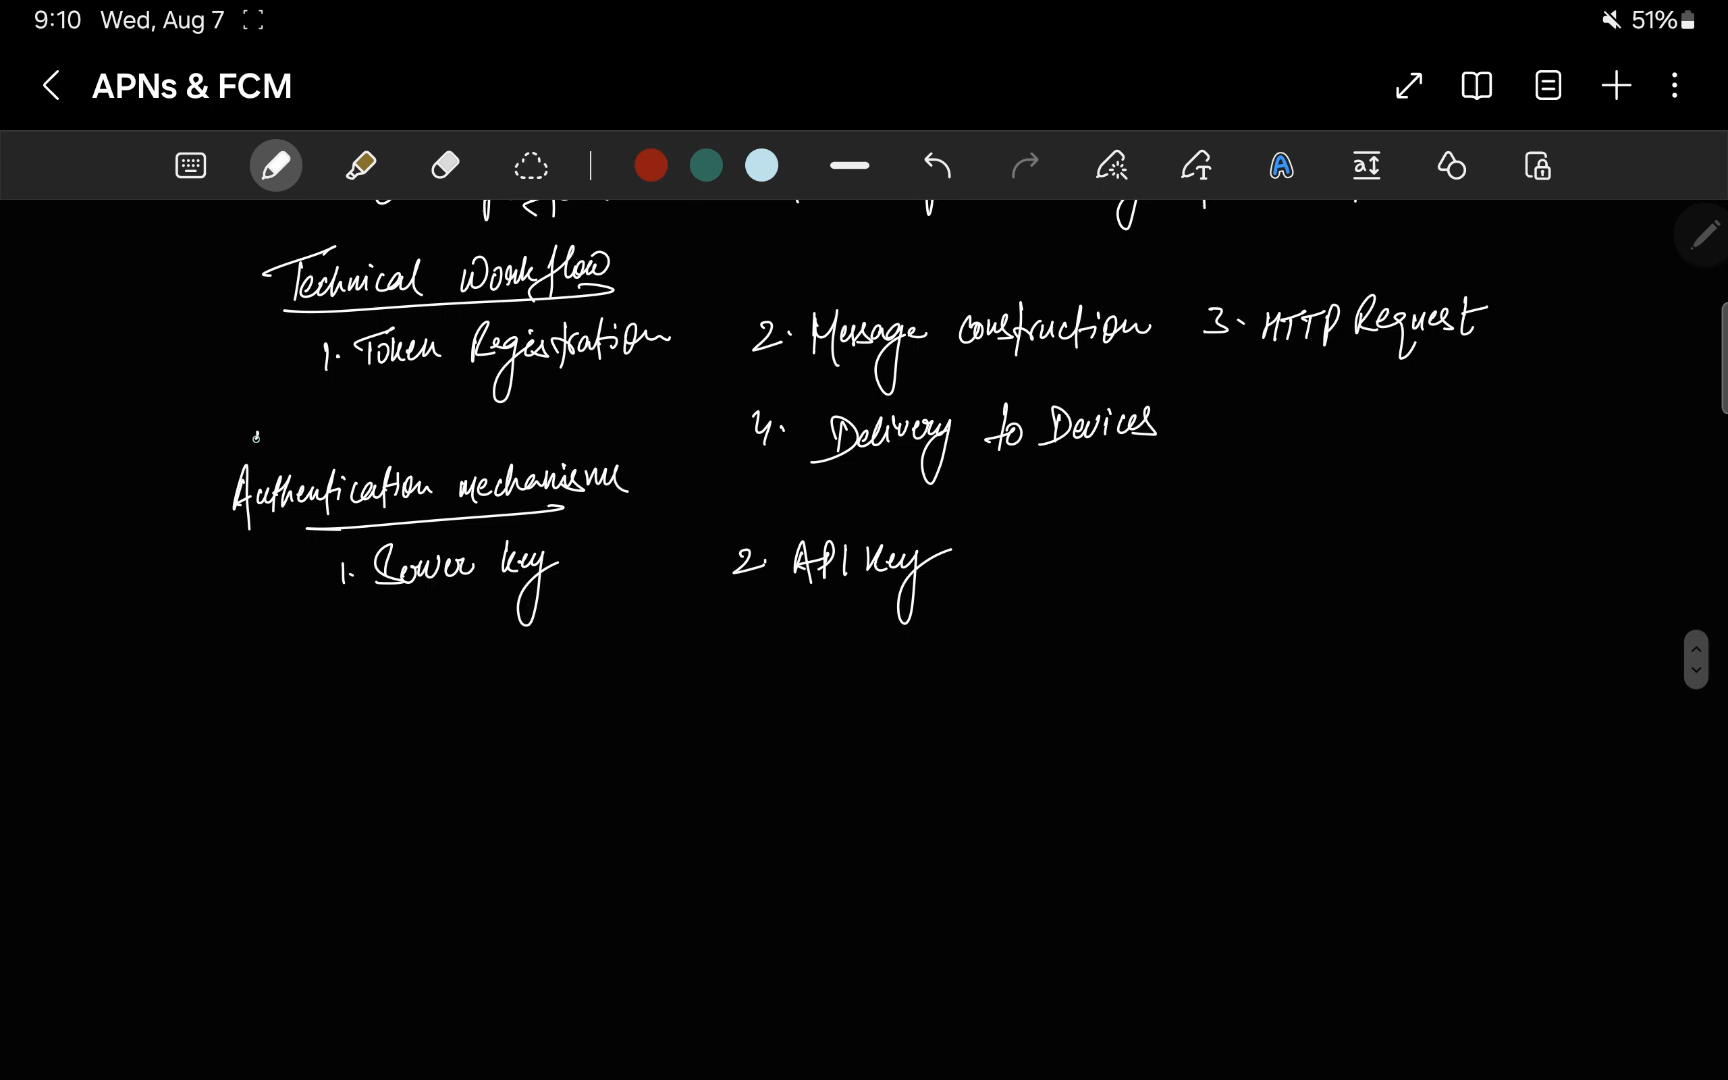 9:10 Wed, Aug 7 51%
APNs & FCM
Technical Workflow
1. Token Registration 2. Message construction 3. HTTP Request
4. Delivery to Devices
Authentication mechanisms
1. Server key 2. API Key